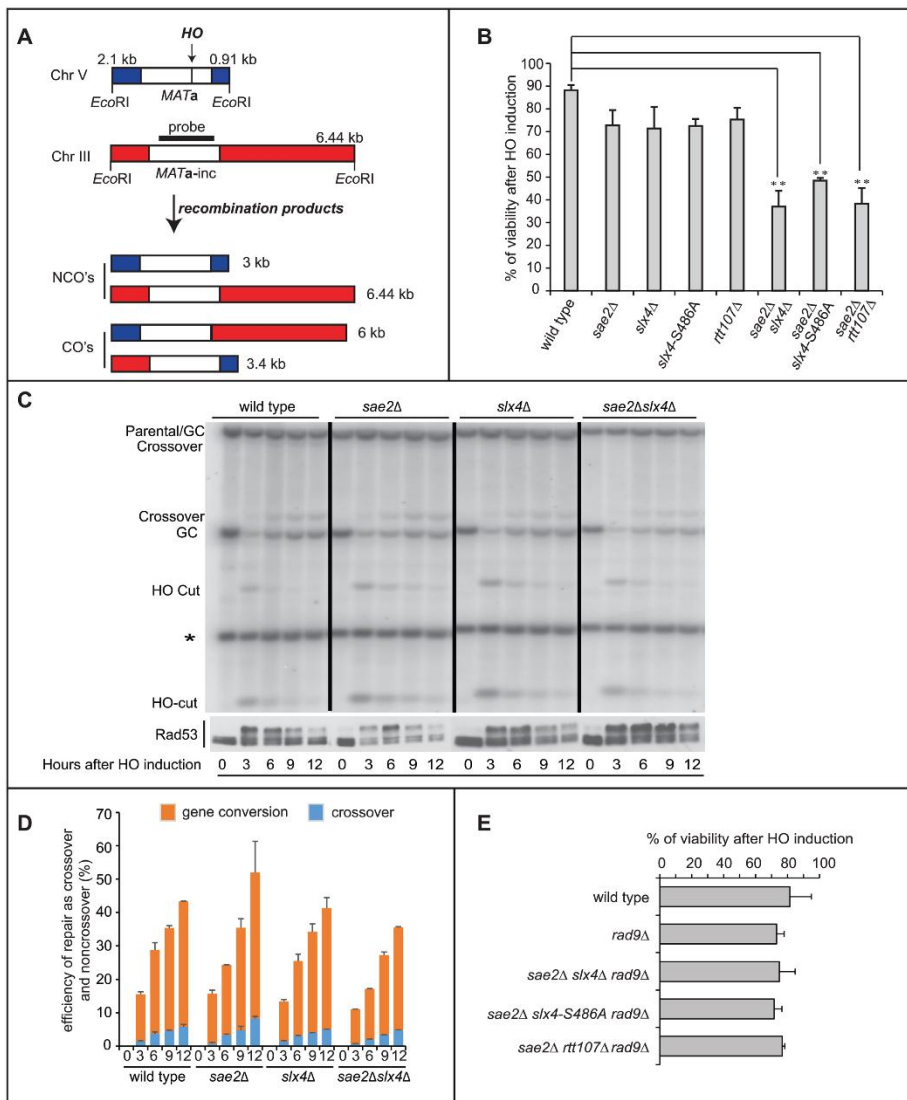 A
HO
2.1 kb
0.91 kb
Chr V
EcoRI
MATa
EcoRI
probe
6.44 kb
Chr III
EcoRI
MATa-inc
EcoRI
recombination products
NCO's
3 kb
6.44 kb
CO's
6 kb
3.4 kb
B
% of viability after HO induction
100
90
80
70
60
50
40
30
20
10
0
** ** **
wild type
sae2Δ
slx4Δ
slx4-S486A
rtt107Δ
sae2Δ slx4Δ
sae2Δ slx4-S486A
sae2Δ rtt107Δ
C
wild type sae2Δ slx4Δ sae2Δslx4Δ
Parental/GC
Crossover
Crossover
GC
HO Cut
*
HO-cut
Rad53
Hours after HO induction 0 3 6 9 12 0 3 6 9 12 0 3 6 9 12 0 3 6 9 12
D
gene conversion crossover
efficiency of repair as crossover
and noncrossover (%)
70
60
50
40
30
20
10
0
0 3 6 9 12 0 3 6 9 12 0 3 6 9 12 0 3 6 9 12
wild type sae2Δ slx4Δ sae2Δslx4Δ
E
% of viability after HO induction
0 20 40 60 80 100
wild type
rad9Δ
sae2Δ slx4Δ rad9Δ
sae2Δ slx4-S486A rad9Δ
sae2Δ rtt107Δ rad9Δ